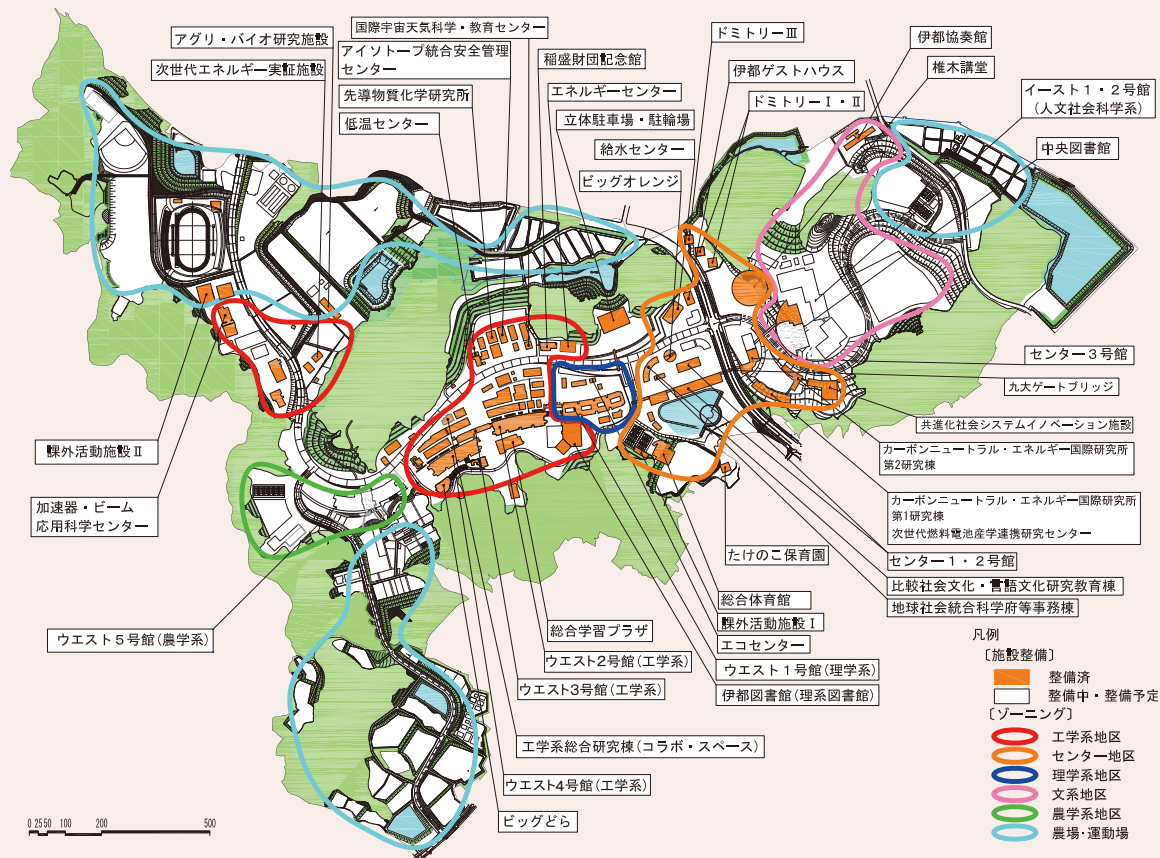 国際宇宙天気科学・教育センター
アグリ・バイオ研究施設
アイソトープ統合安全管理
センター
次世代エネルギー実証施設
先導物質化学研究所
低温センター
稲盛財団記念館
エネルギーセンター
立体駐車場・駐輪場
給水センター
ビッグオレンジ
ドミトリーⅢ
伊都ゲストハウス
ドミトリーⅠ・Ⅱ
伊都協奏館
椎木講堂
イースト1・2号館
(人文社会科学系)
中央図書館
センター3号館
九大ゲートブリッジ
共進化社会システムイノベーション施設
カーボンニュートラル・エネルギー国際研究所
第2研究棟
カーボンニュートラル・エネルギー国際研究所
第1研究棟
次世代燃料電池産学連携研究センター
センター1・2号館
比較社会文化・言語文化研究教育棟
地球社会統合科学府等事務棟
課外活動施設Ⅱ
加速器・ビーム
応用科学センター
ウエスト5号館(農学系)
たけのこ保育園
総合体育館
課外活動施設Ⅰ
エコセンター
ウエスト1号館(理学系)
伊都図書館(理系図書館)
総合学習プラザ
ウエスト2号館(工学系)
ウエスト3号館(工学系)
工学系総合研究棟(コラボ・スペース)
ウエスト4号館(工学系)
ビッグどら
凡例
〔施設整備〕
整備済
整備中・整備予定
〔ゾーニング〕
工学系地区
センター地区
理学系地区
文系地区
農学系地区
農場・運動場
0 25 50 100 200 500